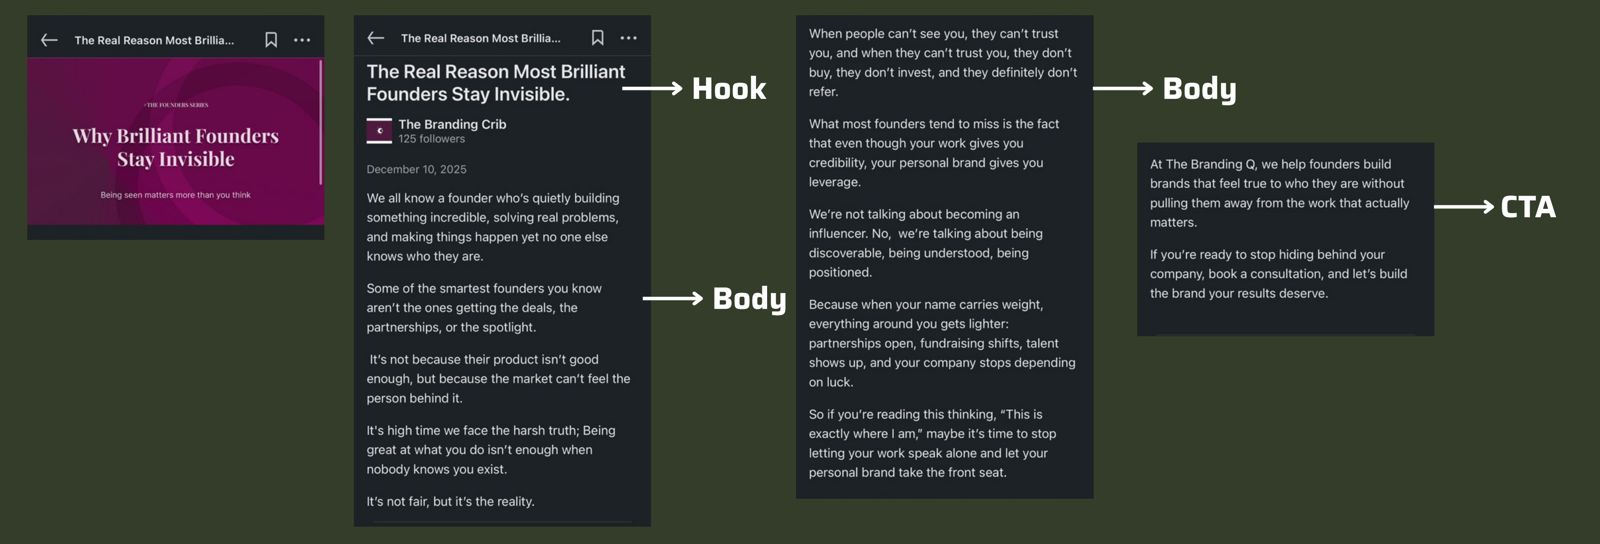 The Real Reason Most Brillia...
#THE FOUNDERS SERIES
Why Brilliant Founders
Stay Invisible
Being seen matters more than you think
The Real Reason Most Brillia...
The Real Reason Most Brilliant
Founders Stay Invisible.
Hook
The Branding Crib
125 followers
December 10, 2025
We all know a founder who's quietly building
something incredible, solving real problems,
and making things happen yet no one else
knows who they are.
Some of the smartest founders you know
aren't the ones getting the deals, the
partnerships, or the spotlight.
Body
It's not because their product isn't good
enough, but because the market can't feel the
person behind it.
It's high time we face the harsh truth; Being
great at what you do isn't enough when
nobody knows you exist.
It's not fair, but it's the reality.
When people can't see you, they can't trust
you, and when they can't trust you, they don't
buy, they don't invest, and they definitely don't
refer.
Body
What most founders tend to miss is the fact
that even though your work gives you
credibility, your personal brand gives you
leverage.
We're not talking about becoming an
influencer. No,  we're talking about being
discoverable, being understood, being
positioned.
Because when your name carries weight,
everything around you gets lighter:
partnerships open, fundraising shifts, talent
shows up, and your company stops depending
on luck.
So if you're reading this thinking, “This is
exactly where I am,” maybe it's time to stop
letting your work speak alone and let your
personal brand take the front seat.
At The Branding Q, we help founders build
brands that feel true to who they are without
pulling them away from the work that actually
matters.
CTA
If you're ready to stop hiding behind your
company, book a consultation, and let's build
the brand your results deserve.